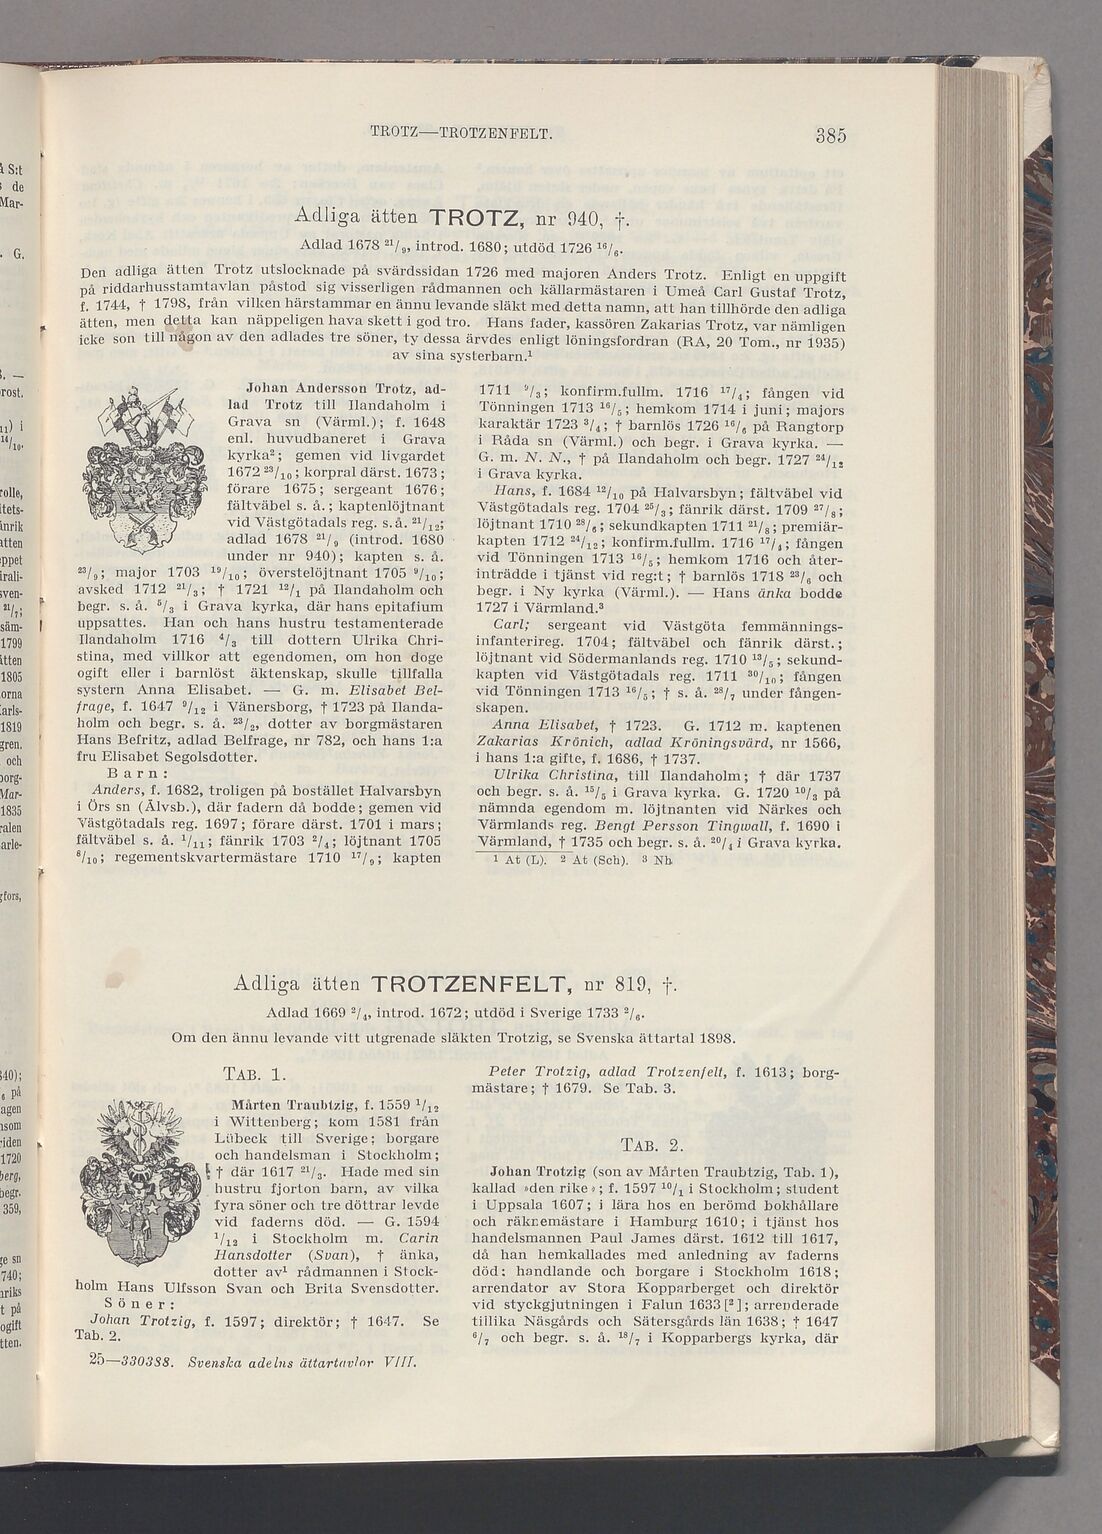 TROTZ—TROTZENFELT.
385
Adliga ätten TROTZ, nr 940, †.
Adlad 1678 21/9, introd. 1680; utdöd 1726 16/6.
Den adliga ätten Trotz utslocknade på svärdssidan 1726 med majoren Anders Trotz. Enligt en uppgift
på riddarhusstamtavlan påstod sig visserligen rådmannen och källarmästaren i Umeå Carl Gustaf Trotz,
f. 1744, † 1798, från vilken härstammar en ännu levande släkt med detta namn, att han tillhörde den adliga
ätten, men detta kan näppeligen hava skett i god tro. Hans fader, kassören Zakarias Trotz, var nämligen
icke son till någon av den adlades tre söner, ty dessa ärvdes enligt löningsfordran (RA, 20 Tom., nr 1935)
av sina systerbarn.¹
Johan Andersson Trotz, ad-
lad Trotz till Ilandaholm i
Grava sn (Värml.); f. 1648
enl. huvudbaneret i Grava
kyrka²; gemen vid livgardet
1672 23/10; korpral därst. 1673;
förare 1675; sergeant 1676;
fältväbel s. å.; kaptenlöjtnant
vid Västgötadals reg. s. å. 21/12;
adlad 1678 21/9 (introd. 1680
under nr 940); kapten s. å.
23/9; major 1703 19/10; överstelöjtnant 1705 9/10;
avsked 1712 21/3; † 1721 12/1 på Ilandaholm och
begr. s. å. 5/3 i Grava kyrka, där hans epitafium
uppsattes. Han och hans hustru testamenterade
Ilandaholm 1716 4/3 till dottern Ulrika Chri-
stina, med villkor att egendomen, om hon doge
ogift eller i barnlöst äktenskap, skulle tillfalla
systern Anna Elisabet. — G. m. Elisabet Bel-
frage, f. 1647 9/12 i Vänersborg, † 1723 på Ilanda-
holm och begr. s. å. 23/2, dotter av borgmästaren
Hans Befritz, adlad Belfrage, nr 782, och hans 1:a
fru Elisabet Segolsdotter.
Barn:
Anders, f. 1682, troligen på bostället Halvarsbyn
i Örs sn (Älvsb.), där fadern då bodde; gemen vid
Västgötadals reg. 1697; förare därst. 1701 i mars;
fältväbel s. å. 1/11; fänrik 1703 2/4; löjtnant 1705
8/10; regementskvartermästare 1710 17/9; kapten
1711 9/3; konfirm.fullm. 1716 17/4; fången vid
Tönningen 1713 16/5; hemkom 1714 i juni; majors
karaktär 1723 3/4; † barnlös 1726 16/6 på Rangtorp
i Råda sn (Värml.) och begr. i Grava kyrka. —
G. m. N. N., † på Ilandaholm och begr. 1727 24/12
i Grava kyrka.
Hans, f. 1684 12/10 på Halvarsbyn; fältväbel vid
Västgötadals reg. 1704 25/3; fänrik därst. 1709 27/8;
löjtnant 1710 28/6; sekundkapten 1711 21/8; premiär-
kapten 1712 24/12; konfirm.fullm. 1716 17/4; fången
vid Tönningen 1713 16/5; hemkom 1716 och åter-
inträdde i tjänst vid reg:t; † barnlös 1718 23/6 och
begr. i Ny kyrka (Värml.). — Hans änka bodde
1727 i Värmland.³
Carl; sergeant vid Västgöta femmännings-
infanterireg. 1704; fältväbel och fänrik därst.;
löjtnant vid Södermanlands reg. 1710 13/5; sekund-
kapten vid Västgötadals reg. 1711 30/10; fången
vid Tönningen 1713 16/5; † s. å. 28/7 under fången-
skapen.
Anna Elisabet, † 1723. G. 1712 m. kaptenen
Zakarias Krönich, adlad Kröningsvärd, nr 1566,
i hans 1:a gifte, f. 1686, † 1737.
Ulrika Christina, till Ilandaholm; † där 1737
och begr. s. å. 15/5 i Grava kyrka. G. 1720 10/3 på
nämnda egendom m. löjtnanten vid Närkes och
Värmlands reg. Bengt Persson Tingwall, f. 1690 i
Värmland, † 1735 och begr. s. å. 20/4 i Grava kyrka.
1 At (L). 2 At (Sch). 3 Nb
Adliga ätten TROTZENFELT, nr 819, †.
Adlad 1669 2/4, introd. 1672; utdöd i Sverige 1733 2/6.
Om den ännu levande vitt utgrenade släkten Trotzig, se Svenska ättartal 1898.
TAB. 1.
Mårten Traubtzig, f. 1559 1/12
i Wittenberg; kom 1581 från
Lübeck till Sverige; borgare
och handelsman i Stockholm;
† där 1617 21/3. Hade med sin
hustru fjorton barn, av vilka
fyra söner och tre döttrar levde
vid faderns död. — G. 1594
1/12 i Stockholm m. Carin
Hansdotter (Svan), † änka,
dotter av¹ rådmannen i Stock-
holm Hans Ulfsson Svan och Brita Svensdotter.
Söner:
Johan Trotzig, f. 1597; direktör; † 1647. Se
Tab. 2.
Peter Trotzig, adlad Trotzenfelt, f. 1613; borg-
mästare; † 1679. Se Tab. 3.
TAB. 2.
Johan Trotzig (son av Mårten Traubtzig, Tab. 1),
kallad »den rike»; f. 1597 10/1 i Stockholm; student
i Uppsala 1607; i lära hos en berömd bokhållare
och räknemästare i Hamburg 1610; i tjänst hos
handelsmannen Paul James därst. 1612 till 1617,
då han hemkallades med anledning av faderns
död; handlande och borgare i Stockholm 1618;
arrendator av Stora Kopparberget och direktör
vid styckgjutningen i Falun 1633 [²]; arrenderade
tillika Näsgårds och Sätersgårds län 1638; † 1647
6/7 och begr. s. å. 18/7 i Kopparbergs kyrka, där
25—330388. Svenska adelns ättartavlor VIII.